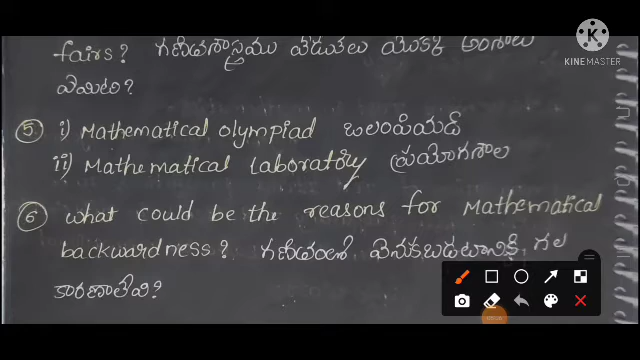 fairs? గణితశాస్త్రము వేడుకలు యొక్క అంశాలు
ఏమిటి?
K
KINEMASTER
5 i) Mathematical Olympiad ఒలంపియడ్
ii) Mathematical Laboratory ప్రయోగశాల
6 What could be the reasons for Mathematical
backwardness? గణితంలో వెనుకబడటానికి గల
కారణాలేవి?